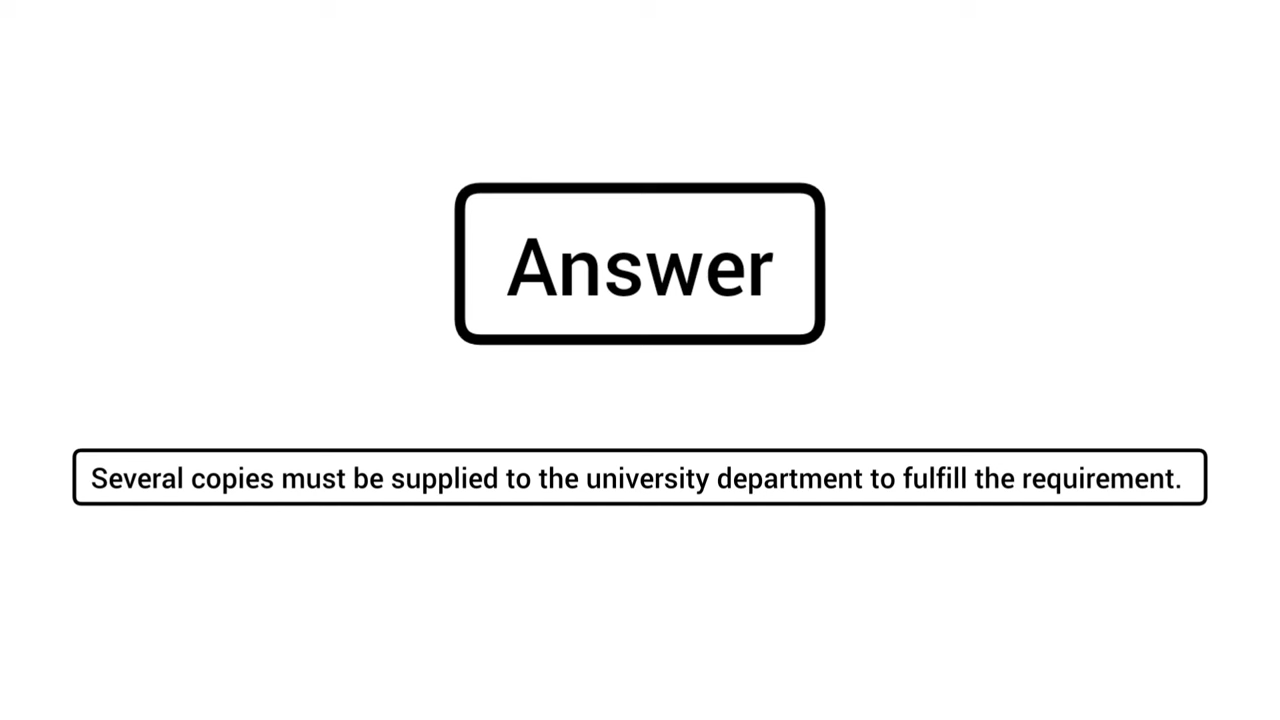 Answer
Several copies must be supplied to the university department to fulfill the requirement.